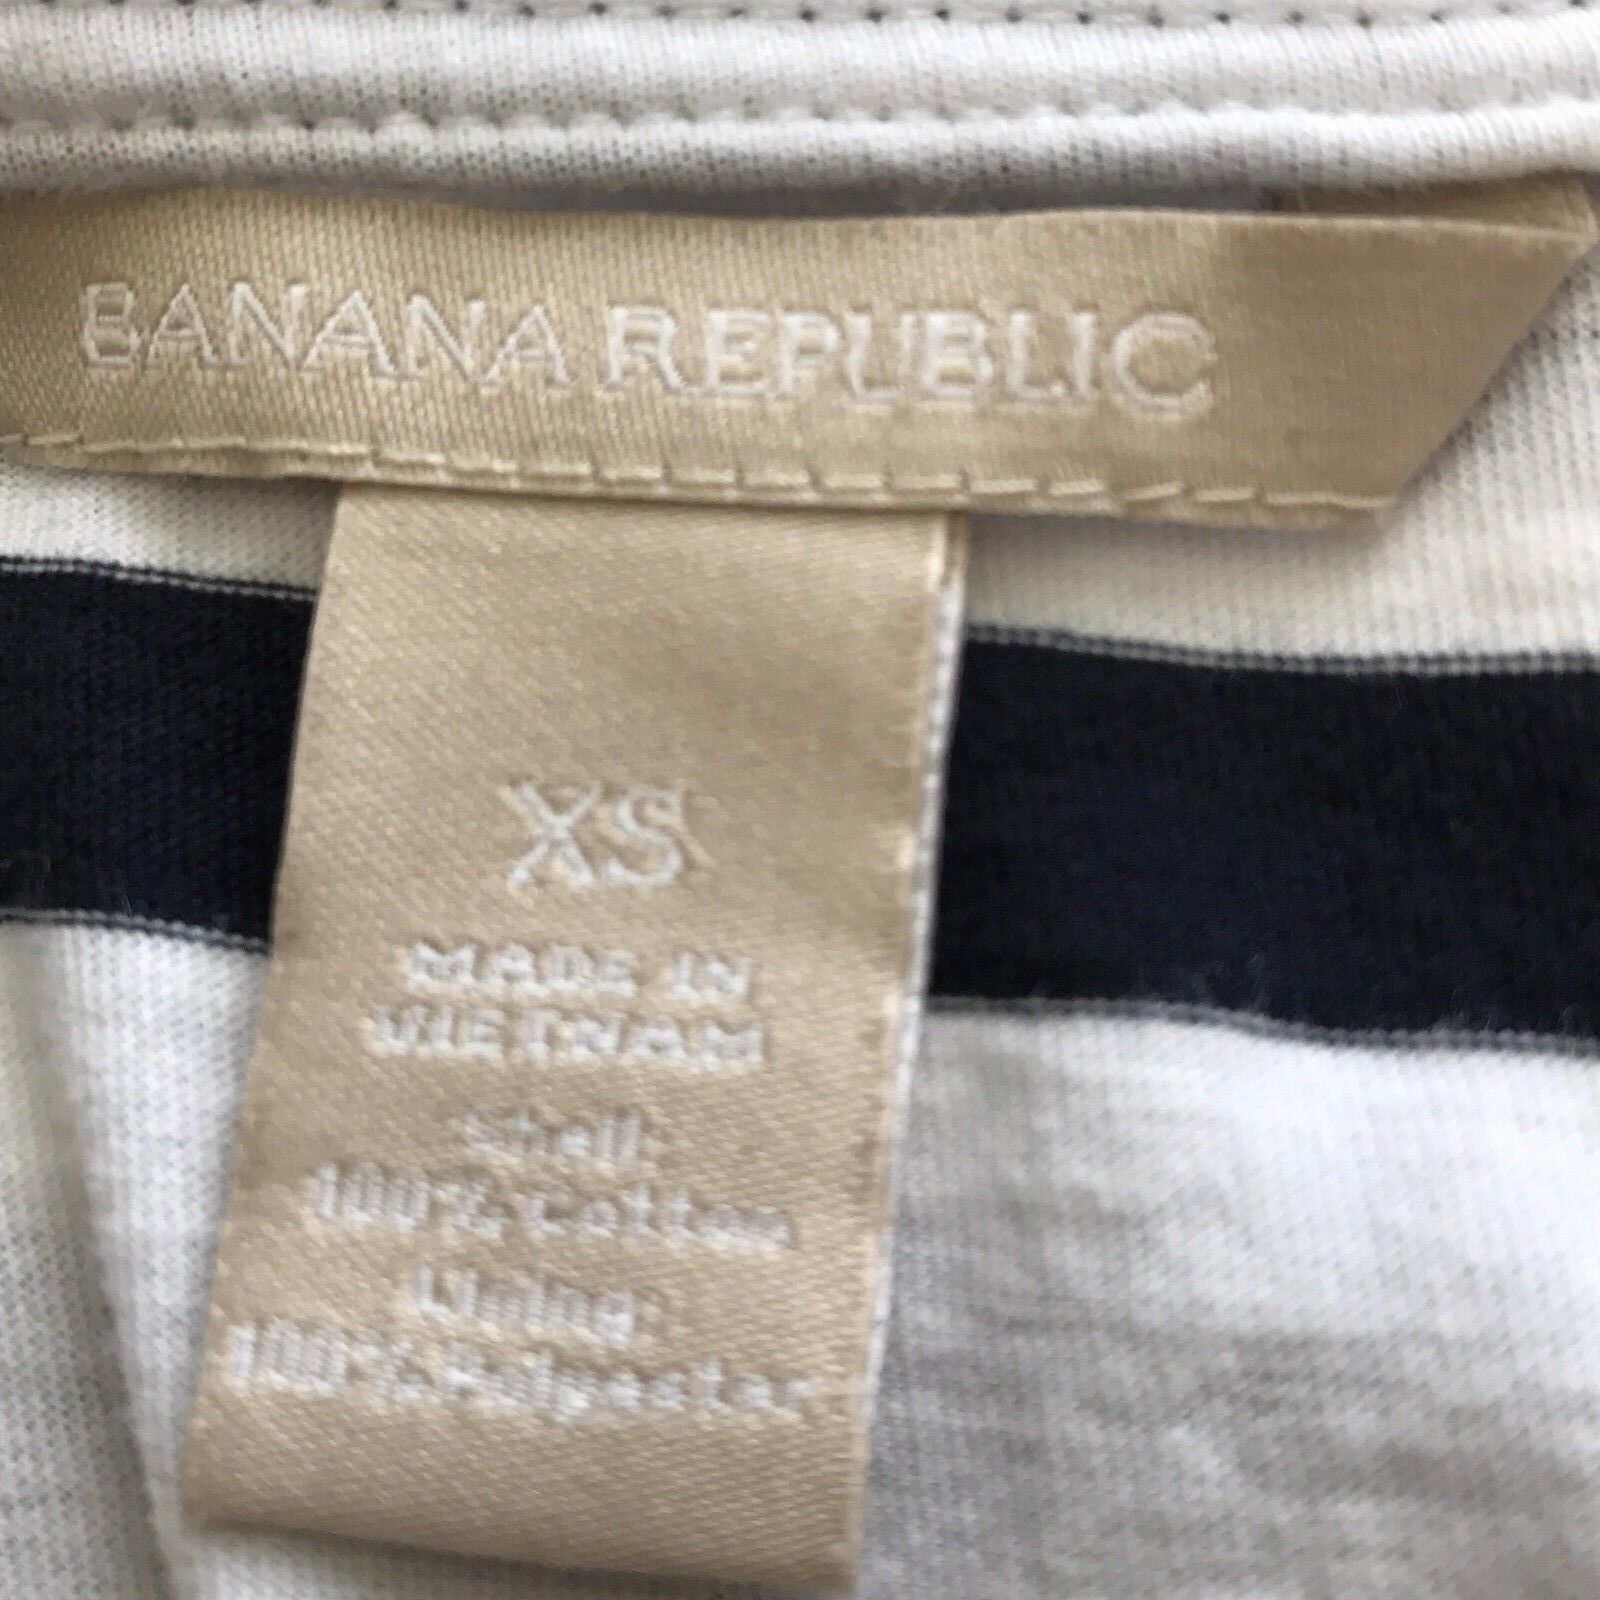 BANANA REPUBLIC
XS
MADE IN
VIETNAM
Shell
100% cotton
Lining
100% Polyester